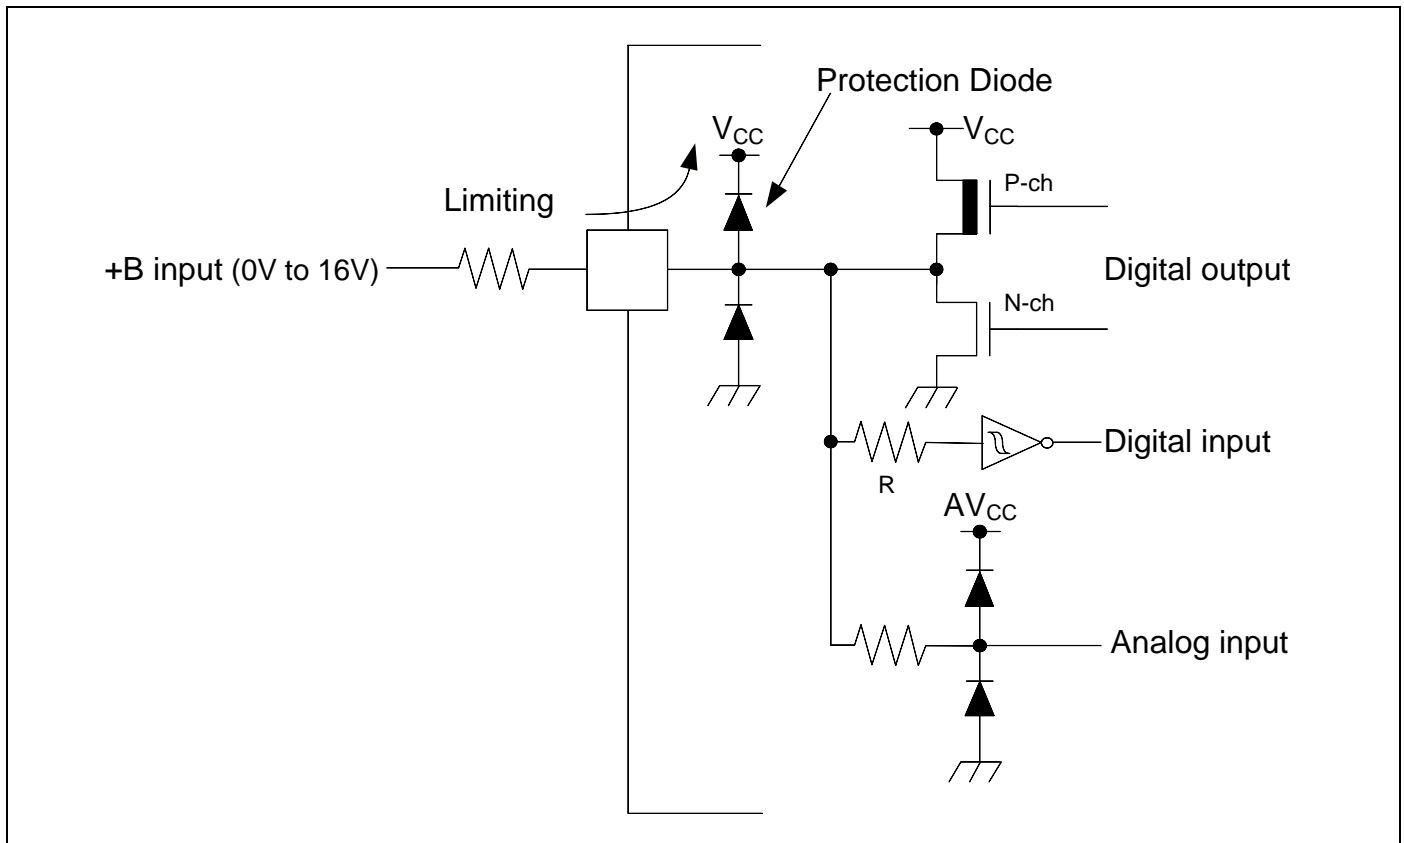 Protection Diode
VCC
VCC
P-ch
Limiting
+B input (0V to 16V)
Digital output
N-ch
Digital input
R
AVCC
Analog input